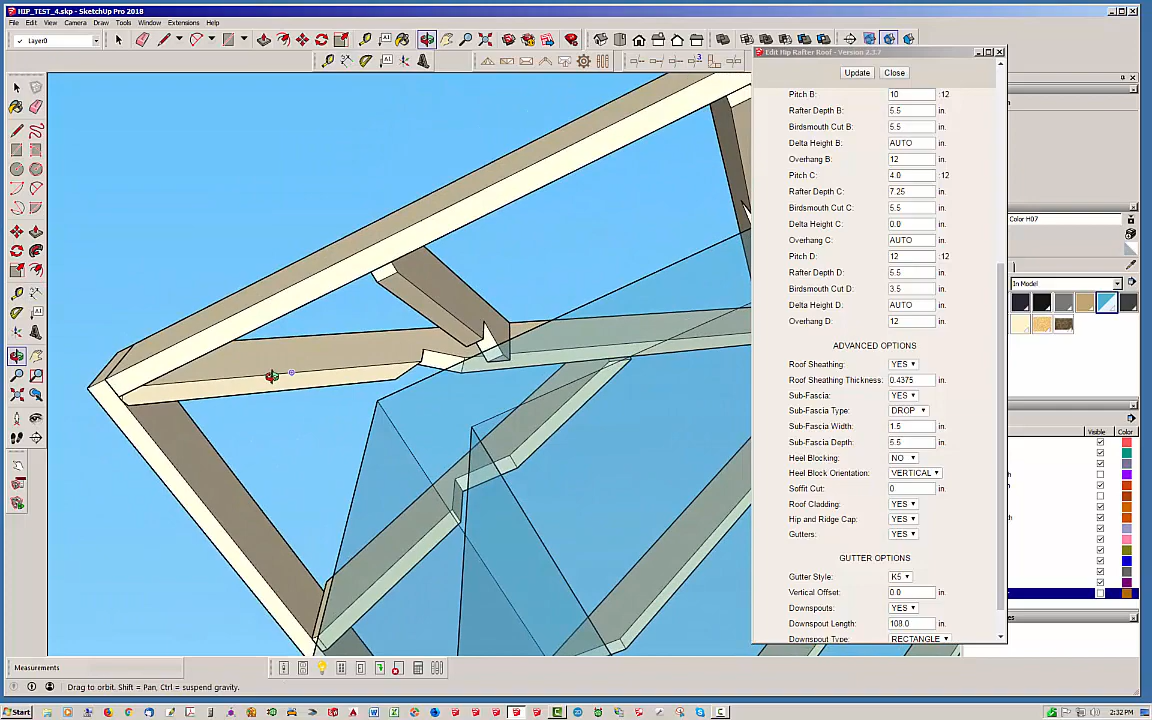 HIP_TEST_4.skp - SketchUp Pro 2018
File Edit View Camera Draw Tools Window Extensions Help
Layer0
Edit Hip Rafter Roof - Version 2.1.7
Update Close
Pitch B: 10 :12
Rafter Depth B: 5.5 in.
Birdsmouth Cut B: 5.5 in.
Delta Height B: AUTO in.
Overhang B: 12 in.
Pitch C: 4.0 :12
Rafter Depth C: 7.25 in.
Birdsmouth Cut C: 5.5 in.
Delta Height C: 0.0 in.
Overhang C: AUTO in.
Pitch D: 12 :12
Rafter Depth D: 5.5 in.
Birdsmouth Cut D: 3.5 in.
Delta Height D: AUTO in.
Overhang D: 12 in.
ADVANCED OPTIONS
Roof Sheathing: YES
Roof Sheathing Thickness: 0.4375 in.
Sub-Fascia: YES
Sub-Fascia Type: DROP
Sub-Fascia Width: 1.5 in.
Sub-Fascia Depth: 5.5 in.
Heel Blocking: NO
Heel Block Orientation: VERTICAL
Soffit Cut: 0 in.
Roof Cladding: YES
Hip and Ridge Cap: YES
Gutters: YES
GUTTER OPTIONS
Gutter Style: K5
Vertical Offset: 0.0 in.
Downspouts: YES
Downspout Length: 108.0 in.
Downspout Type: RECTANGLE
Color H07
In Model
Visible Color
Measurements
Drag to orbit. Shift = Pan, Ctrl = suspend gravity.
Start
2:32 PM